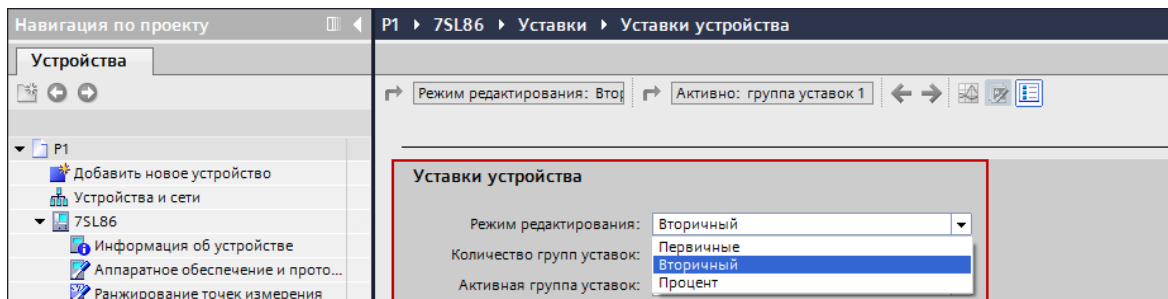 Навигация по проекту
P1 ▸ 7SL86 ▸ Уставки ▸ Уставки устройства
Устройства
Режим редактирования: Втор
Активно: группа уставок 1
P1
Добавить новое устройство
Устройства и сети
7SL86
Информация об устройстве
Аппаратное обеспечение и прото...
Ранжирование точек измерения
Уставки устройства
Режим редактирования: Вторичный
Первичные
Количество групп уставок:
Вторичный
Активная группа уставок:
Процент